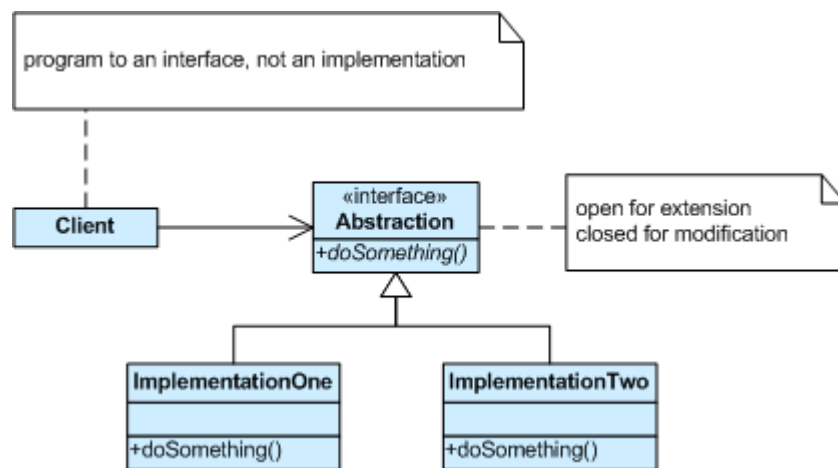 program to an interface, not an implementation
«interface»
Client
Abstraction
+doSomething()
open for extension
closed for modification
ImplementationOne
+doSomething()
ImplementationTwo
+doSomething()